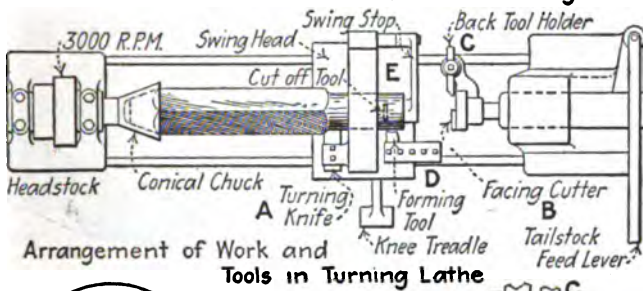 Swing Stop
Back Tool Holder
3000 R.P.M.
Swing Head
C
Cut off Tool
E
Headstock
Conical Chuck
A
Turning Knife
D
Forming Tool
Facing Cutter
B
Knee Treadle
Tailstock Feed Lever
Arrangement of Work and
Tools in Turning Lathe
C